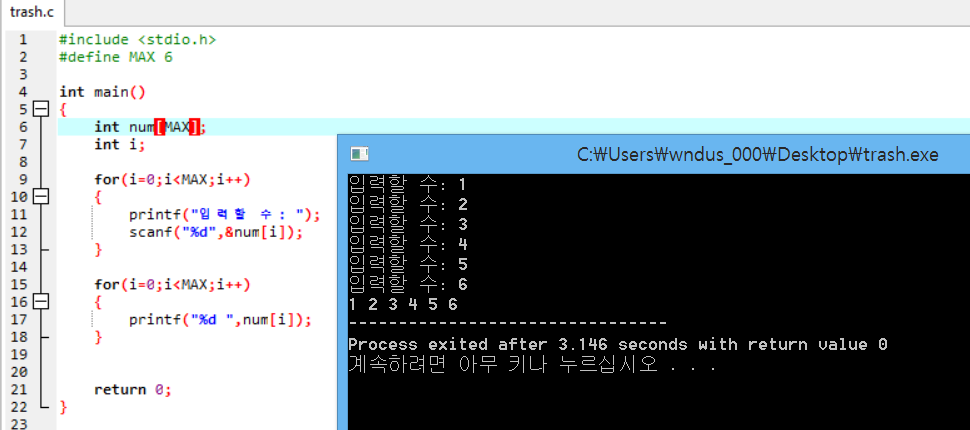 trash.c
1 #include <stdio.h>
2 #define MAX 6
3
4 int main()
5 {
6 int num[MAX];
7 int i;
8
9 for(i=0;i<MAX;i++)
10 {
11 printf("입력할 수: ");
12 scanf("%d",&num[i]);
13 }
14
15 for(i=0;i<MAX;i++)
16 {
17 printf("%d ",num[i]);
18 }
19
20
21 return 0;
22 }
23
C:₩Users₩wndus_000₩Desktop₩trash.exe
입력할 수: 1
입력할 수: 2
입력할 수: 3
입력할 수: 4
입력할 수: 5
입력할 수: 6
1 2 3 4 5 6
--------------------------------
Process exited after 3.146 seconds with return value 0
계속하려면 아무 키나 누르십시오 . . .